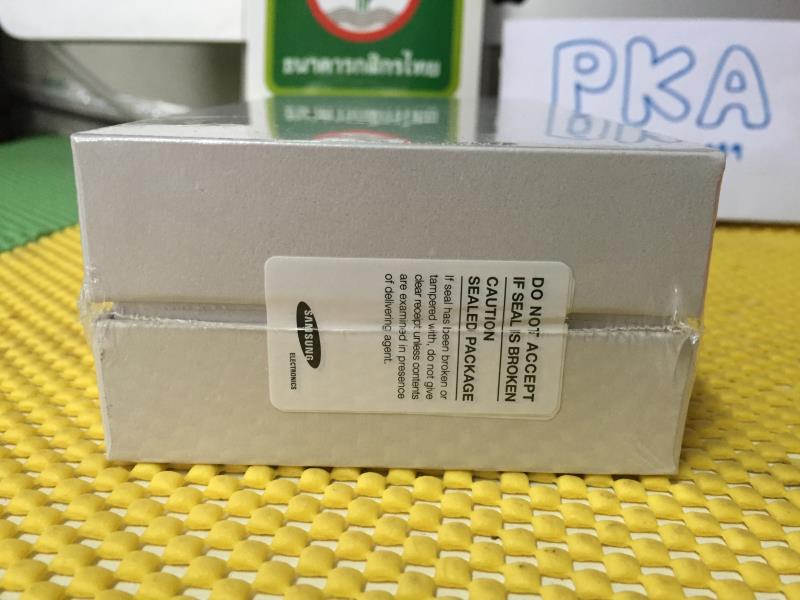 ธนาคารกสิกรไทย
PKA
DO NOT ACCEPT
IF SEAL IS BROKEN
CAUTION
SEALED PACKAGE
If seal has been broken or
tampered with, do not give
clear receipt unless contents
are examined in presence
of delivering agent.
SAMSUNG
ELECTRONICS